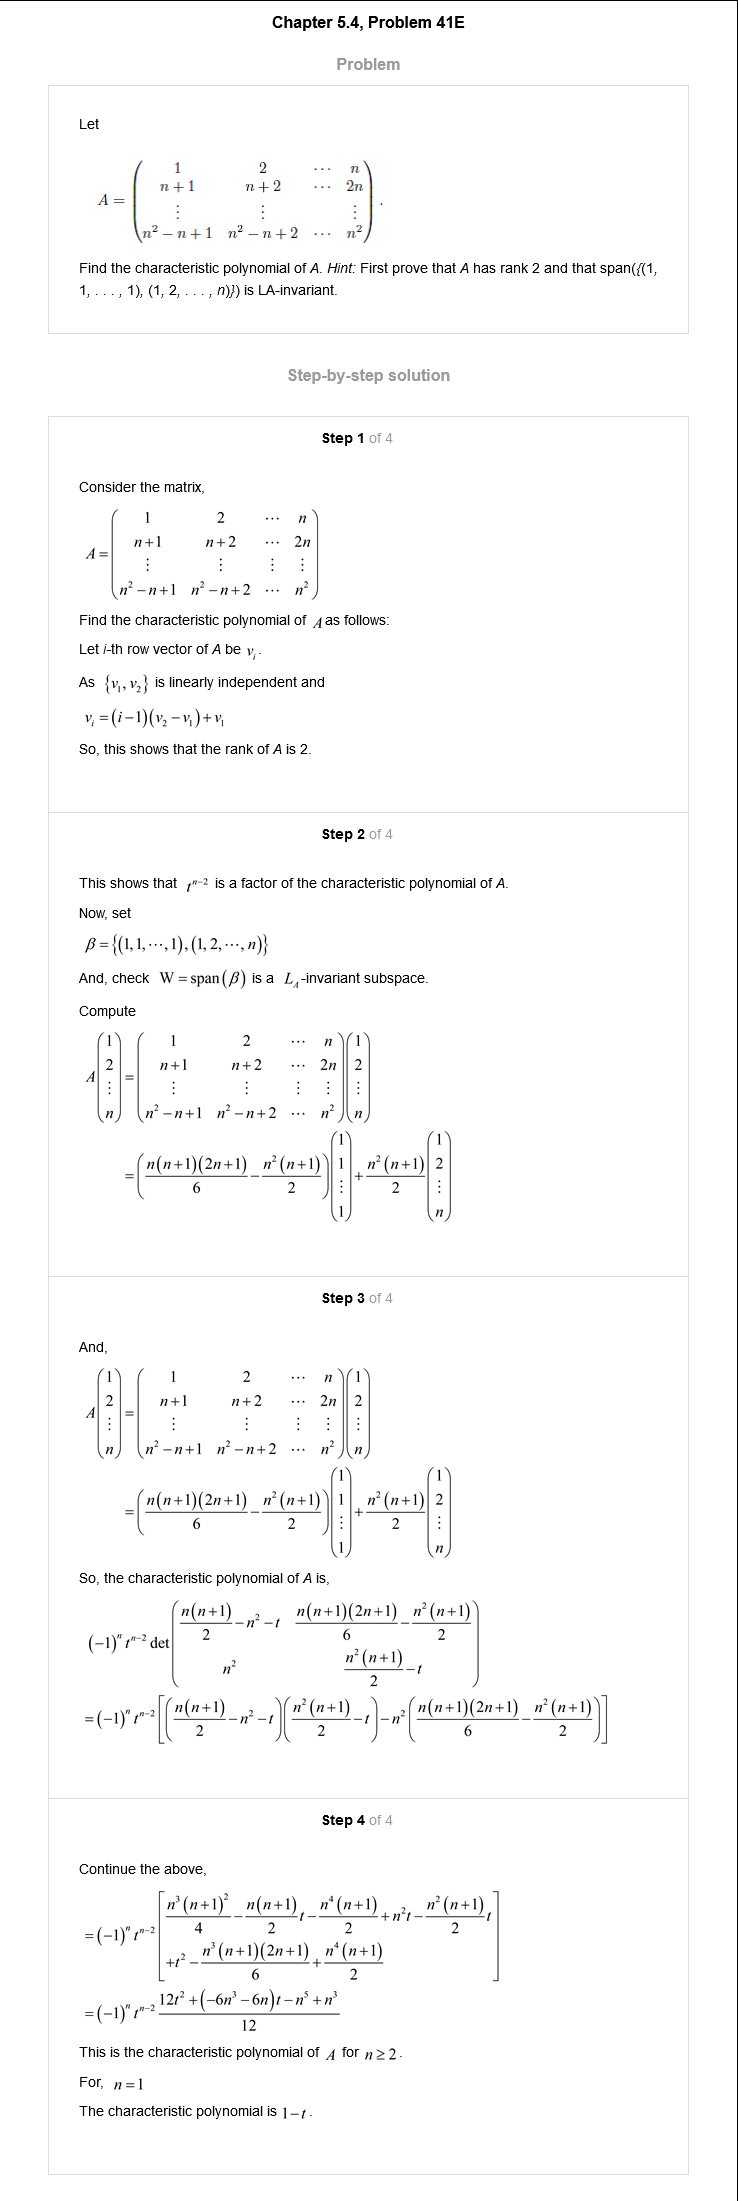 Chapter 5.4, Problem 41E
Problem
Let
A = \begin{pmatrix} 1 & 2 & \cdots & n \\ n+1 & n+2 & \cdots & 2n \\ \vdots & \vdots & & \vdots \\ n^2-n+1 & n^2-n+2 & \cdots & n^2 \end{pmatrix}.
Find the characteristic polynomial of A. Hint: First prove that A has rank 2 and that span({(1,
1, . . . , 1), (1, 2, . . . , n)}) is LA-invariant.
Step-by-step solution
Step 1 of 4
Consider the matrix,
A = \begin{pmatrix} 1 & 2 & \cdots & n \\ n+1 & n+2 & \cdots & 2n \\ \vdots & \vdots & \vdots & \vdots \\ n^2-n+1 & n^2-n+2 & \cdots & n^2 \end{pmatrix}
Find the characteristic polynomial of A as follows:
Let i-th row vector of A be v_i.
As {v_1, v_2} is linearly independent and
v_i = (i-1)(v_2-v_1)+v_1
So, this shows that the rank of A is 2.
Step 2 of 4
This shows that t^{n-2} is a factor of the characteristic polynomial of A.
Now, set
β = {(1,1,⋯,1),(1,2,⋯,n)}
And, check W = span(β) is a L_A-invariant subspace.
Compute
A \begin{pmatrix} 1 \\ 2 \\ \vdots \\ n \end{pmatrix} = \begin{pmatrix} 1 & 2 & \cdots & n \\ n+1 & n+2 & \cdots & 2n \\ \vdots & \vdots & \vdots & \vdots \\ n^2-n+1 & n^2-n+2 & \cdots & n^2 \end{pmatrix} \begin{pmatrix} 1 \\ 2 \\ \vdots \\ n \end{pmatrix}
= \left( \frac{n(n+1)(2n+1)}{6} - \frac{n^2(n+1)}{2} \right) \begin{pmatrix} 1 \\ 1 \\ \vdots \\ 1 \end{pmatrix} + \frac{n^2(n+1)}{2} \begin{pmatrix} 1 \\ 2 \\ \vdots \\ n \end{pmatrix}
Step 3 of 4
And,
A \begin{pmatrix} 1 \\ 2 \\ \vdots \\ n \end{pmatrix} = \begin{pmatrix} 1 & 2 & \cdots & n \\ n+1 & n+2 & \cdots & 2n \\ \vdots & \vdots & \vdots & \vdots \\ n^2-n+1 & n^2-n+2 & \cdots & n^2 \end{pmatrix} \begin{pmatrix} 1 \\ 2 \\ \vdots \\ n \end{pmatrix}
= \left( \frac{n(n+1)(2n+1)}{6} - \frac{n^2(n+1)}{2} \right) \begin{pmatrix} 1 \\ 1 \\ \vdots \\ 1 \end{pmatrix} + \frac{n^2(n+1)}{2} \begin{pmatrix} 1 \\ 2 \\ \vdots \\ n \end{pmatrix}
So, the characteristic polynomial of A is,
(-1)^n t^{n-2} \det \begin{pmatrix} \frac{n(n+1)}{2} - n^2 - t & \frac{n(n+1)(2n+1)}{6} - \frac{n^2(n+1)}{2} \\ n^2 & \frac{n^2(n+1)}{2} - t \end{pmatrix}
= (-1)^n t^{n-2} \left[ \left( \frac{n(n+1)}{2} - n^2 - t \right) \left( \frac{n^2(n+1)}{2} - t \right) - n^2 \left( \frac{n(n+1)(2n+1)}{6} - \frac{n^2(n+1)}{2} \right) \right]
Step 4 of 4
Continue the above,
= (-1)^n t^{n-2} \left[ \begin{matrix} \frac{n^3(n+1)^2}{4} - \frac{n(n+1)}{2} t - \frac{n^4(n+1)}{2} + n^2 t - \frac{n^2(n+1)}{2} t \\ + t^2 - \frac{n^3(n+1)(2n+1)}{6} + \frac{n^4(n+1)}{2} \end{matrix} \right]
= (-1)^n t^{n-2} \frac{12t^2 + (-6n^3 - 6n)t - n^5 + n^3}{12}
This is the characteristic polynomial of A for n ≥ 2.
For, n = 1
The characteristic polynomial is 1 − t.